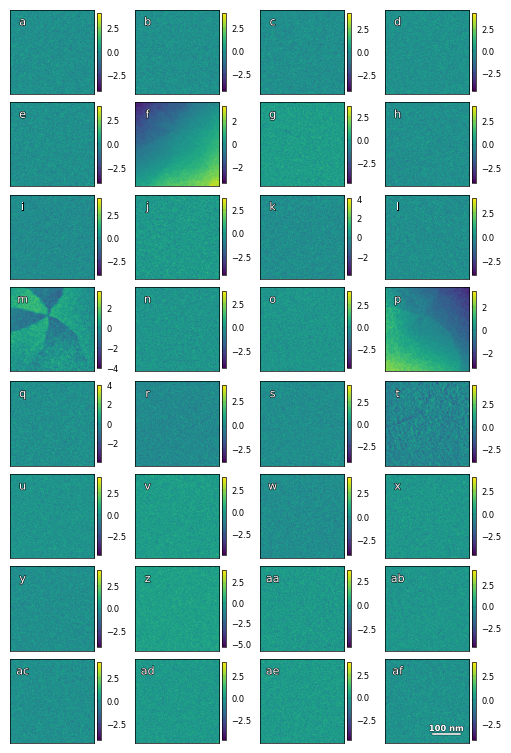 a 2.5 0.0 −2.5 b 2.5 0.0 −2.5 c 2.5 0.0 −2.5 d 2.5 0.0 −2.5
e 2.5 0.0 −2.5 f 2 0 −2 g 2.5 0.0 −2.5 h 2.5 0.0 −2.5
i 2.5 0.0 −2.5 j 2.5 0.0 −2.5 k 4 2 0 −2 l 2.5 0.0 −2.5
m 2 0 −2 −4 n 2.5 0.0 −2.5 o 2.5 0.0 −2.5 p 2 0 −2
q 4 2 0 −2 r 2.5 0.0 −2.5 s 2.5 0.0 −2.5 t 2.5 0.0 −2.5
u 2.5 0.0 −2.5 v 2.5 0.0 −2.5 w 2.5 0.0 −2.5 x 2.5 0.0 −2.5
y 2.5 0.0 −2.5 z 2.5 0.0 −2.5 −5.0 aa 2.5 0.0 −2.5 ab 2.5 0.0 −2.5
ac 2.5 0.0 −2.5 ad 2.5 0.0 −2.5 ae 2.5 0.0 −2.5 af 2.5 0.0 −2.5
100 nm